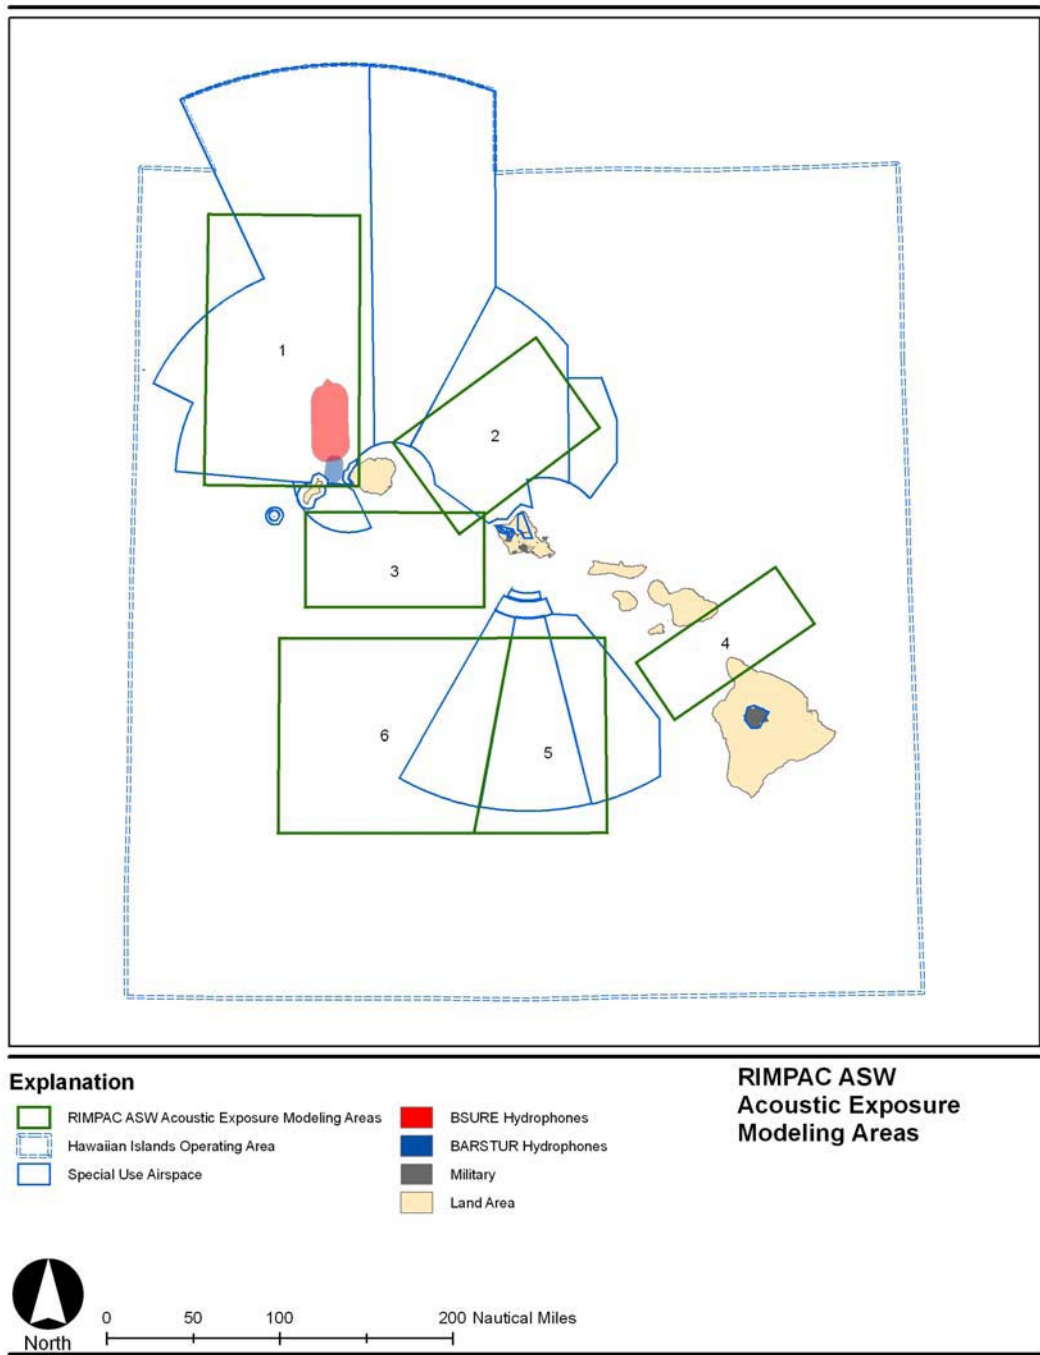 1
2
3
4
6
5
Explanation
RIMPAC ASW Acoustic Exposure Modeling Areas
Hawaiian Islands Operating Area
Special Use Airspace
BSURE Hydrophones
BARSTUR Hydrophones
Military
Land Area
RIMPAC ASW
Acoustic Exposure
Modeling Areas
North
0 50 100 200 Nautical Miles